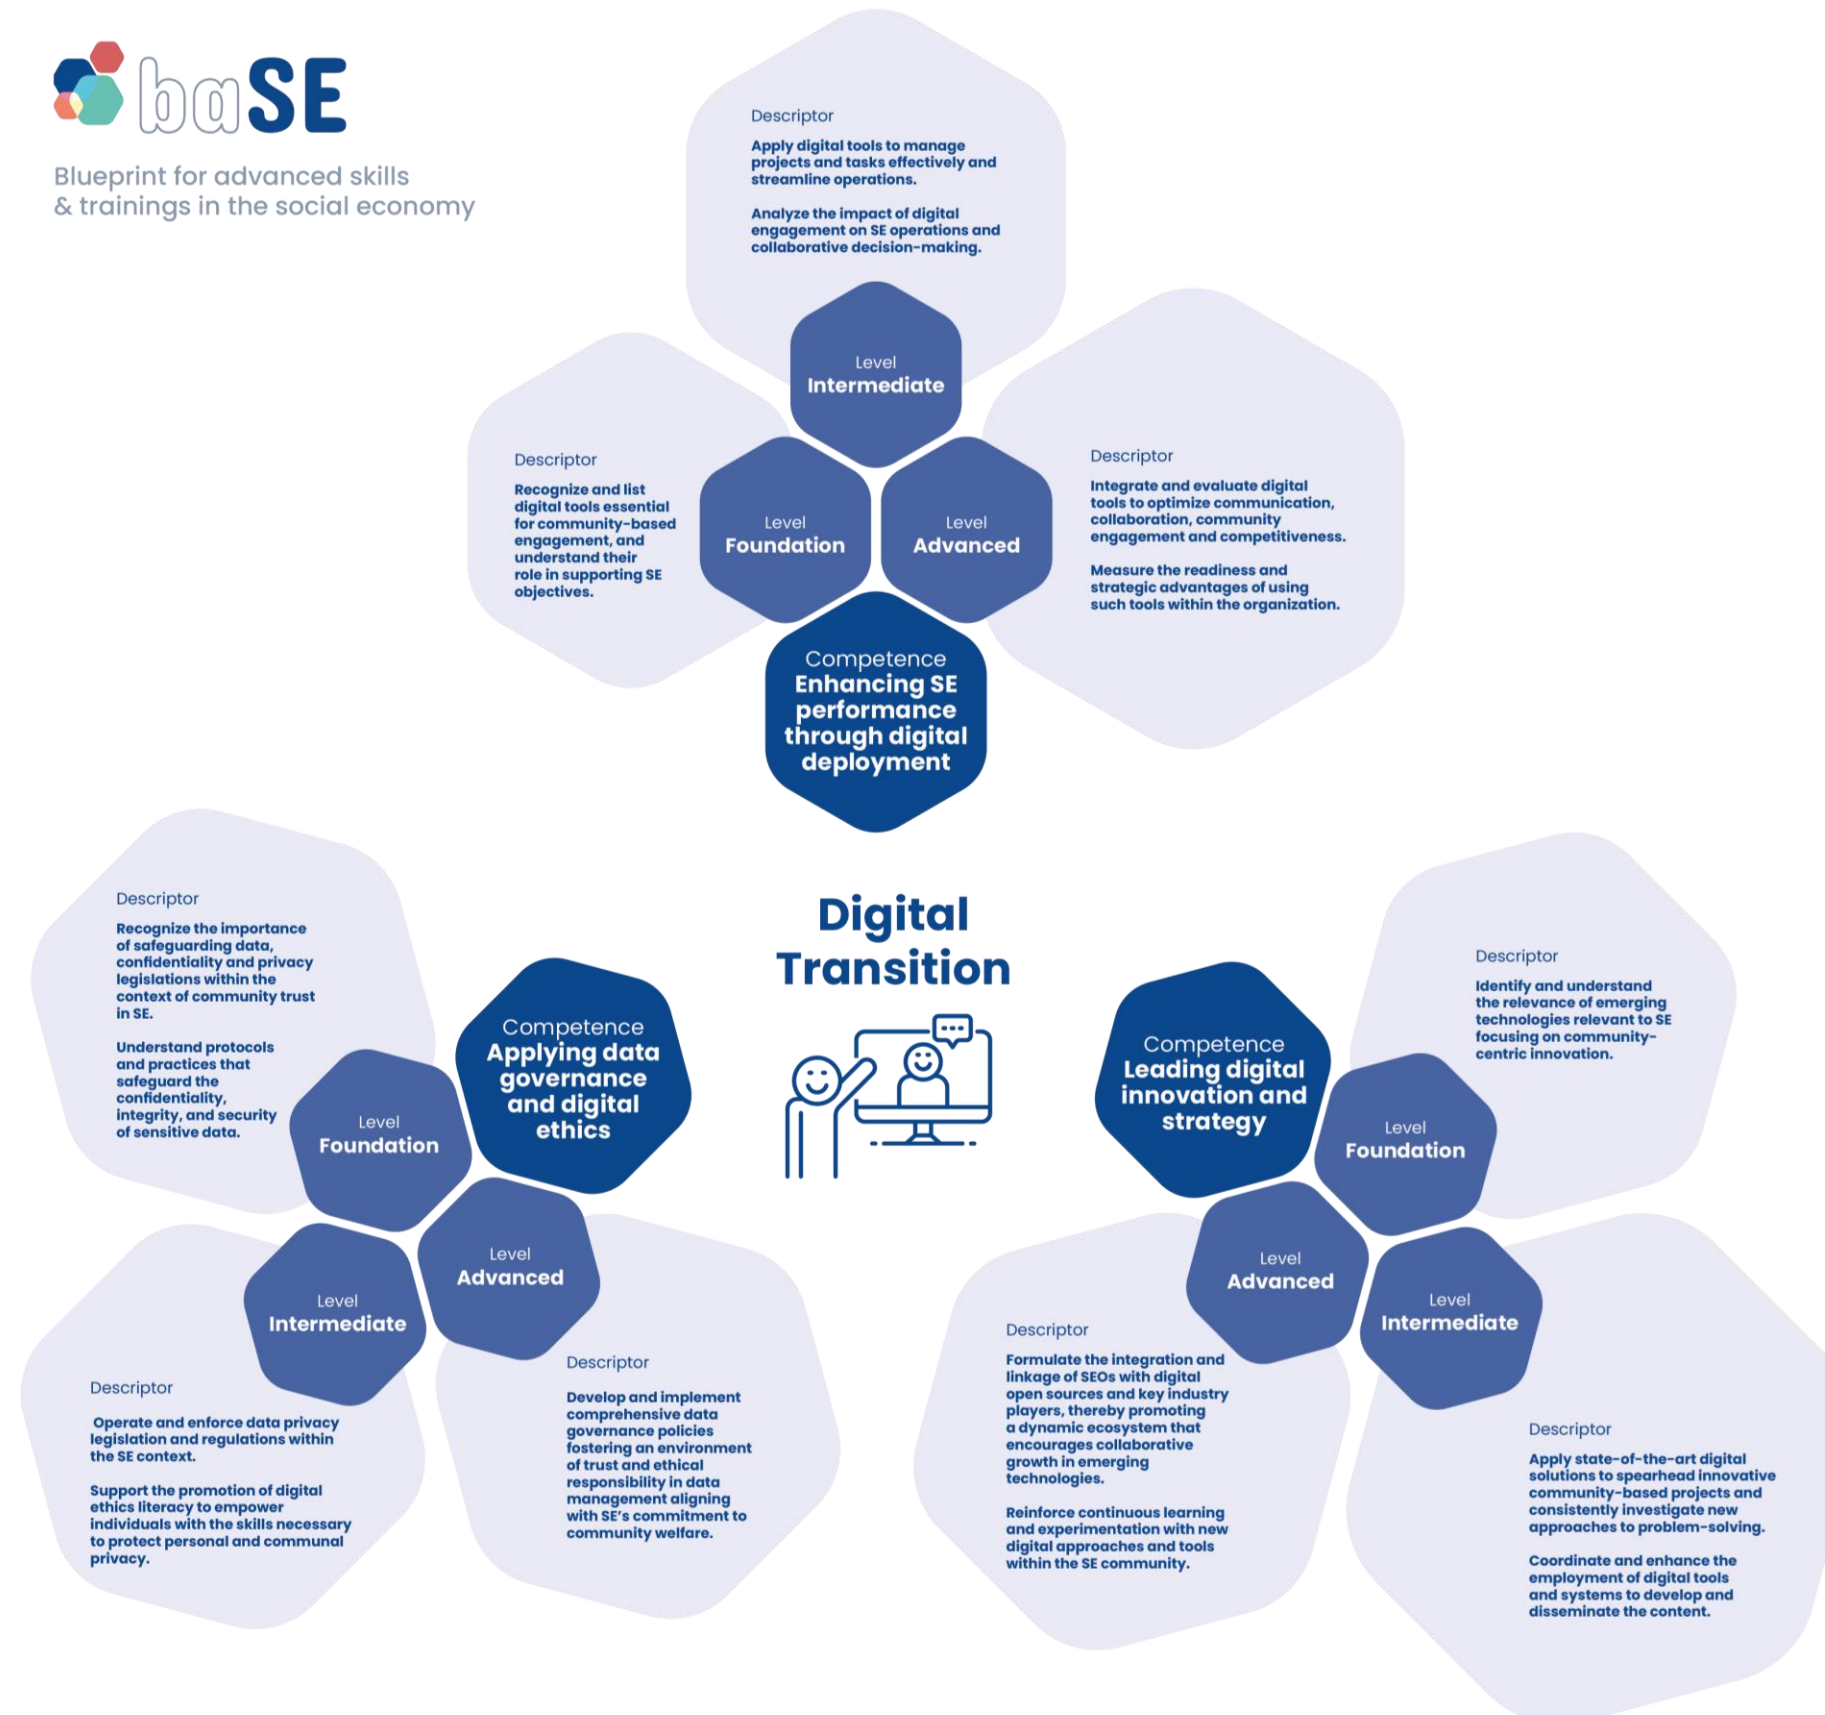 baSE
Blueprint for advanced skills
& trainings in the social economy
Descriptor
Apply digital tools to manage
projects and tasks effectively and
streamline operations.
Analyze the impact of digital
engagement on SE operations and
collaborative decision-making.
Level
Intermediate
Descriptor
Recognize and list
digital tools essential
for community-based
engagement, and
understand their
role in supporting SE
objectives.
Level
Foundation
Level
Advanced
Descriptor
Integrate and evaluate digital
tools to optimize communication,
collaboration, community
engagement and competitiveness.
Measure the readiness and
strategic advantages of using
such tools within the organization.
Competence
Enhancing SE
performance
through digital
deployment
Digital
Transition
Descriptor
Recognize the importance
of safeguarding data,
confidentiality and privacy
legislations within the
context of community trust
in SE.
Understand protocols
and practices that
safeguard the
confidentiality,
integrity, and security
of sensitive data.
Competence
Applying data
governance
and digital
ethics
Level
Foundation
Level
Advanced
Level
Intermediate
Descriptor
Operate and enforce data privacy
legislation and regulations within
the SE context.
Support the promotion of digital
ethics literacy to empower
individuals with the skills necessary
to protect personal and communal
privacy.
Descriptor
Develop and implement
comprehensive data
governance policies
fostering an environment
of trust and ethical
responsibility in data
management aligning
with SE's commitment to
community welfare.
Competence
Leading digital
innovation and
strategy
Descriptor
Identify and understand
the relevance of emerging
technologies relevant to SE
focusing on community-
centric innovation.
Level
Foundation
Level
Advanced
Level
Intermediate
Descriptor
Formulate the integration and
linkage of SEOs with digital
open sources and key industry
players, thereby promoting
a dynamic ecosystem that
encourages collaborative
growth in emerging
technologies.
Reinforce continuous learning
and experimentation with new
digital approaches and tools
within the SE community.
Descriptor
Apply state-of-the-art digital
solutions to spearhead innovative
community-based projects and
consistently investigate new
approaches to problem-solving.
Coordinate and enhance the
employment of digital tools
and systems to develop and
disseminate the content.